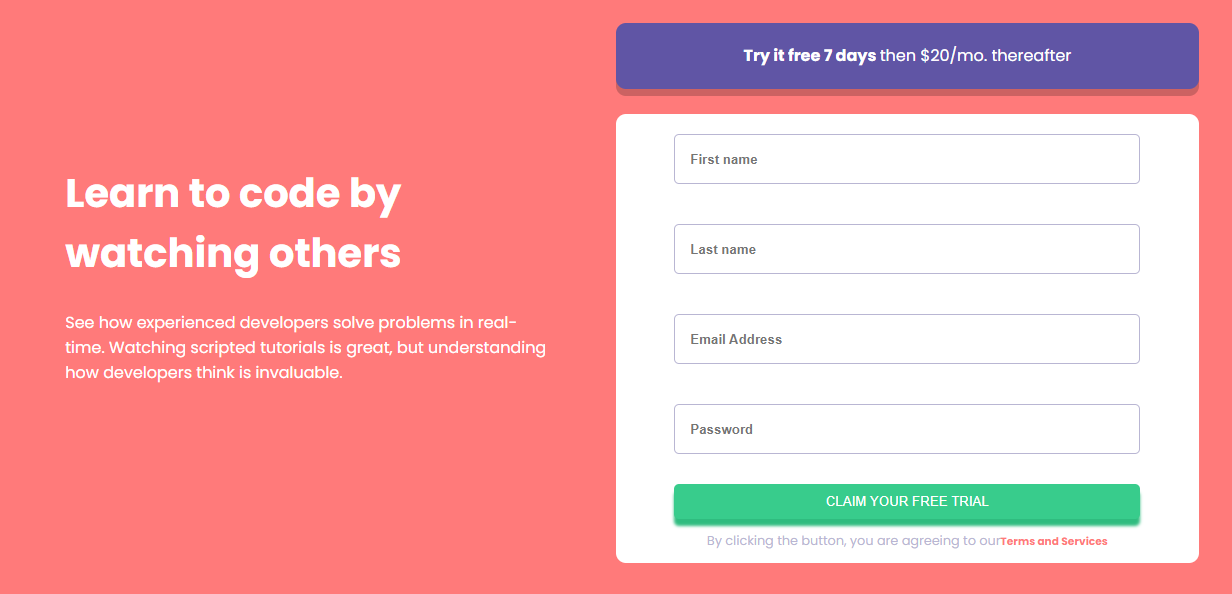 Try it free 7 days then $20/mo. thereafter
Learn to code by
watching others
See how experienced developers solve problems in real-
time. Watching scripted tutorials is great, but understanding
how developers think is invaluable.
First name
Last name
Email Address
Password
CLAIM YOUR FREE TRIAL
By clicking the button, you are agreeing to ourTerms and Services